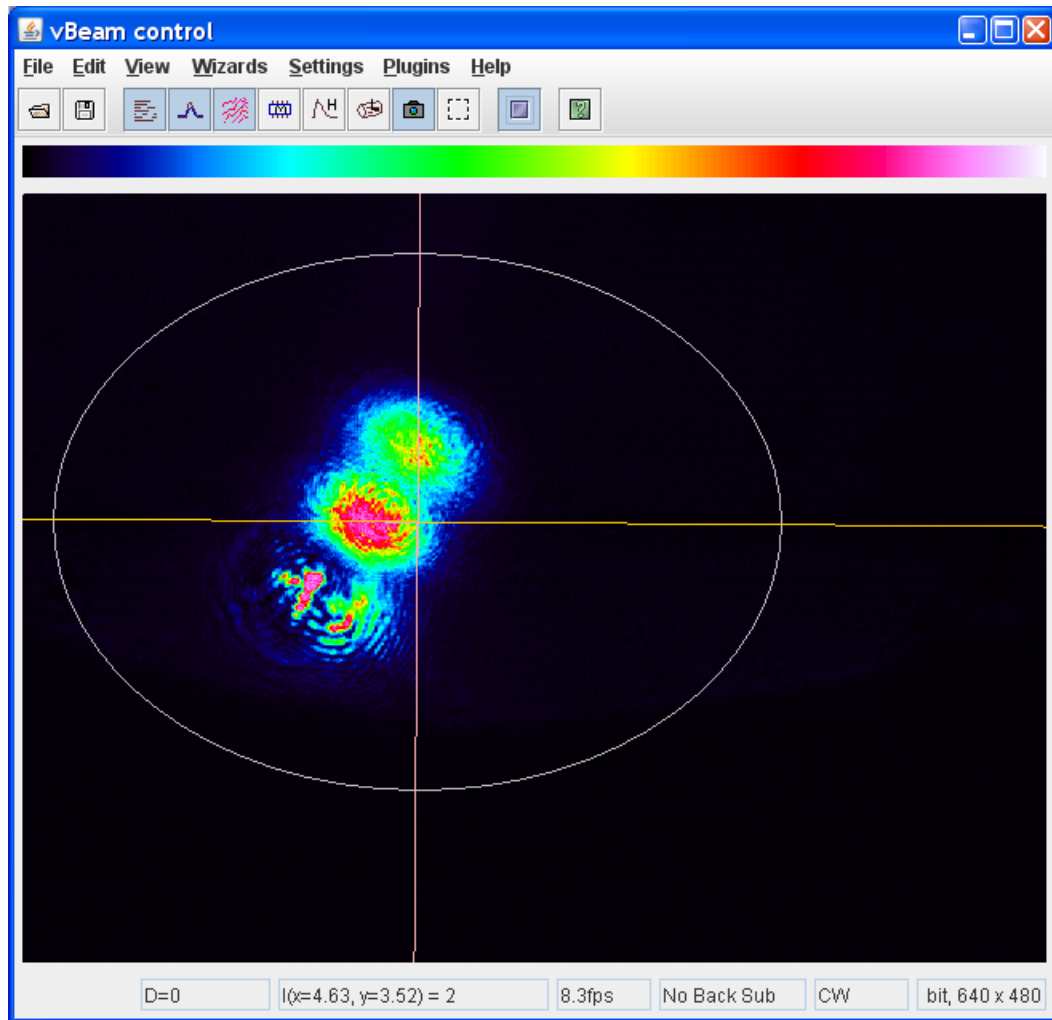 vBeam control
File Edit View Wizards Settings Plugins Help
H
D=0 I(x=4.63, y=3.52) = 2 8.3fps No Back Sub CW bit, 640 x 480